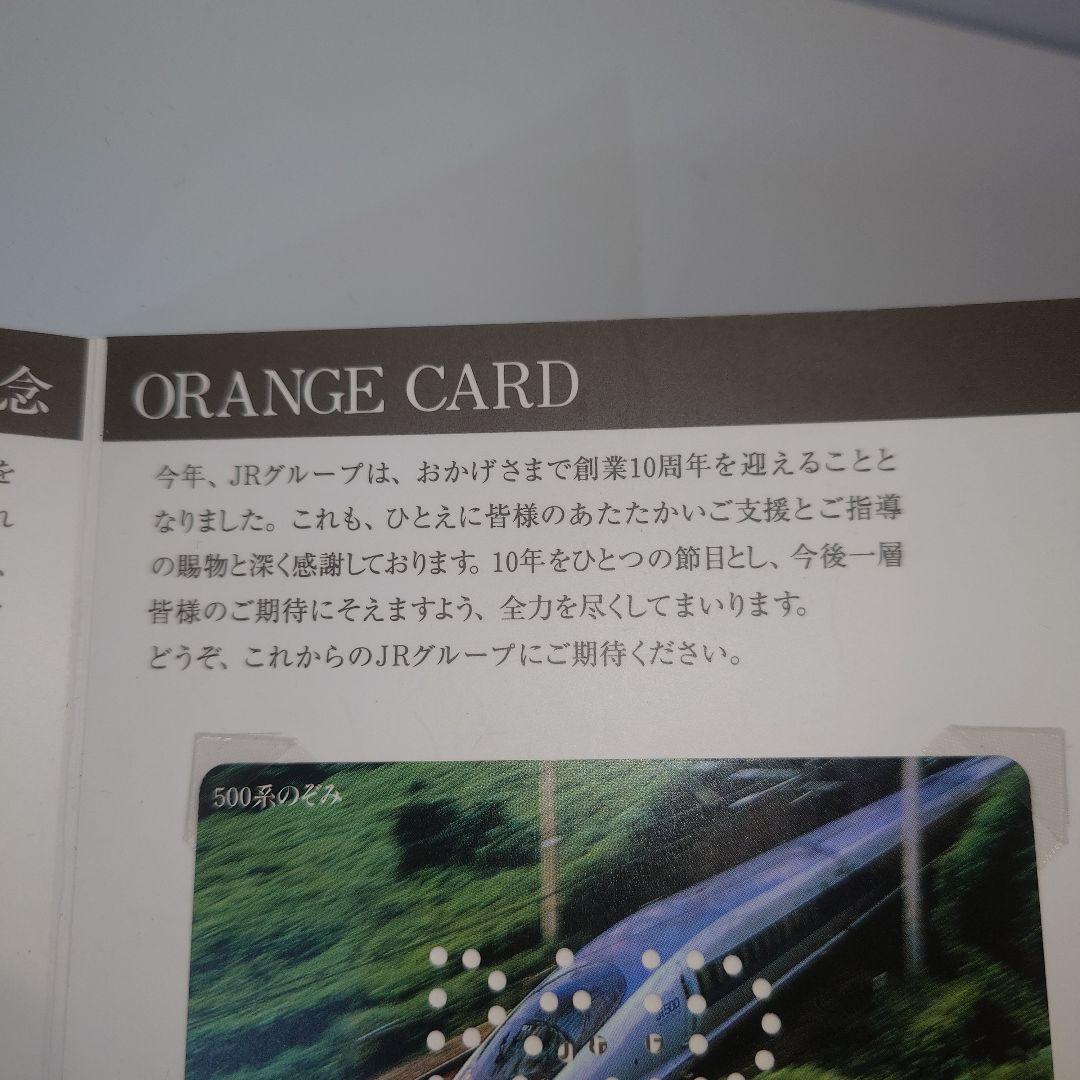 念
を
れ
ORANGE CARD
今年、JRグループは、おかげさまで創業10周年を迎えることと
なりました。これも、ひとえに皆様のあたたかいご支援とご指導
の賜物と深く感謝しております。10年をひとつの節目とし、今後一層
皆様のご期待にそえますよう、全力を尽くしてまいります。
どうぞ、これからのJRグループにご期待ください。
500系のぞみ